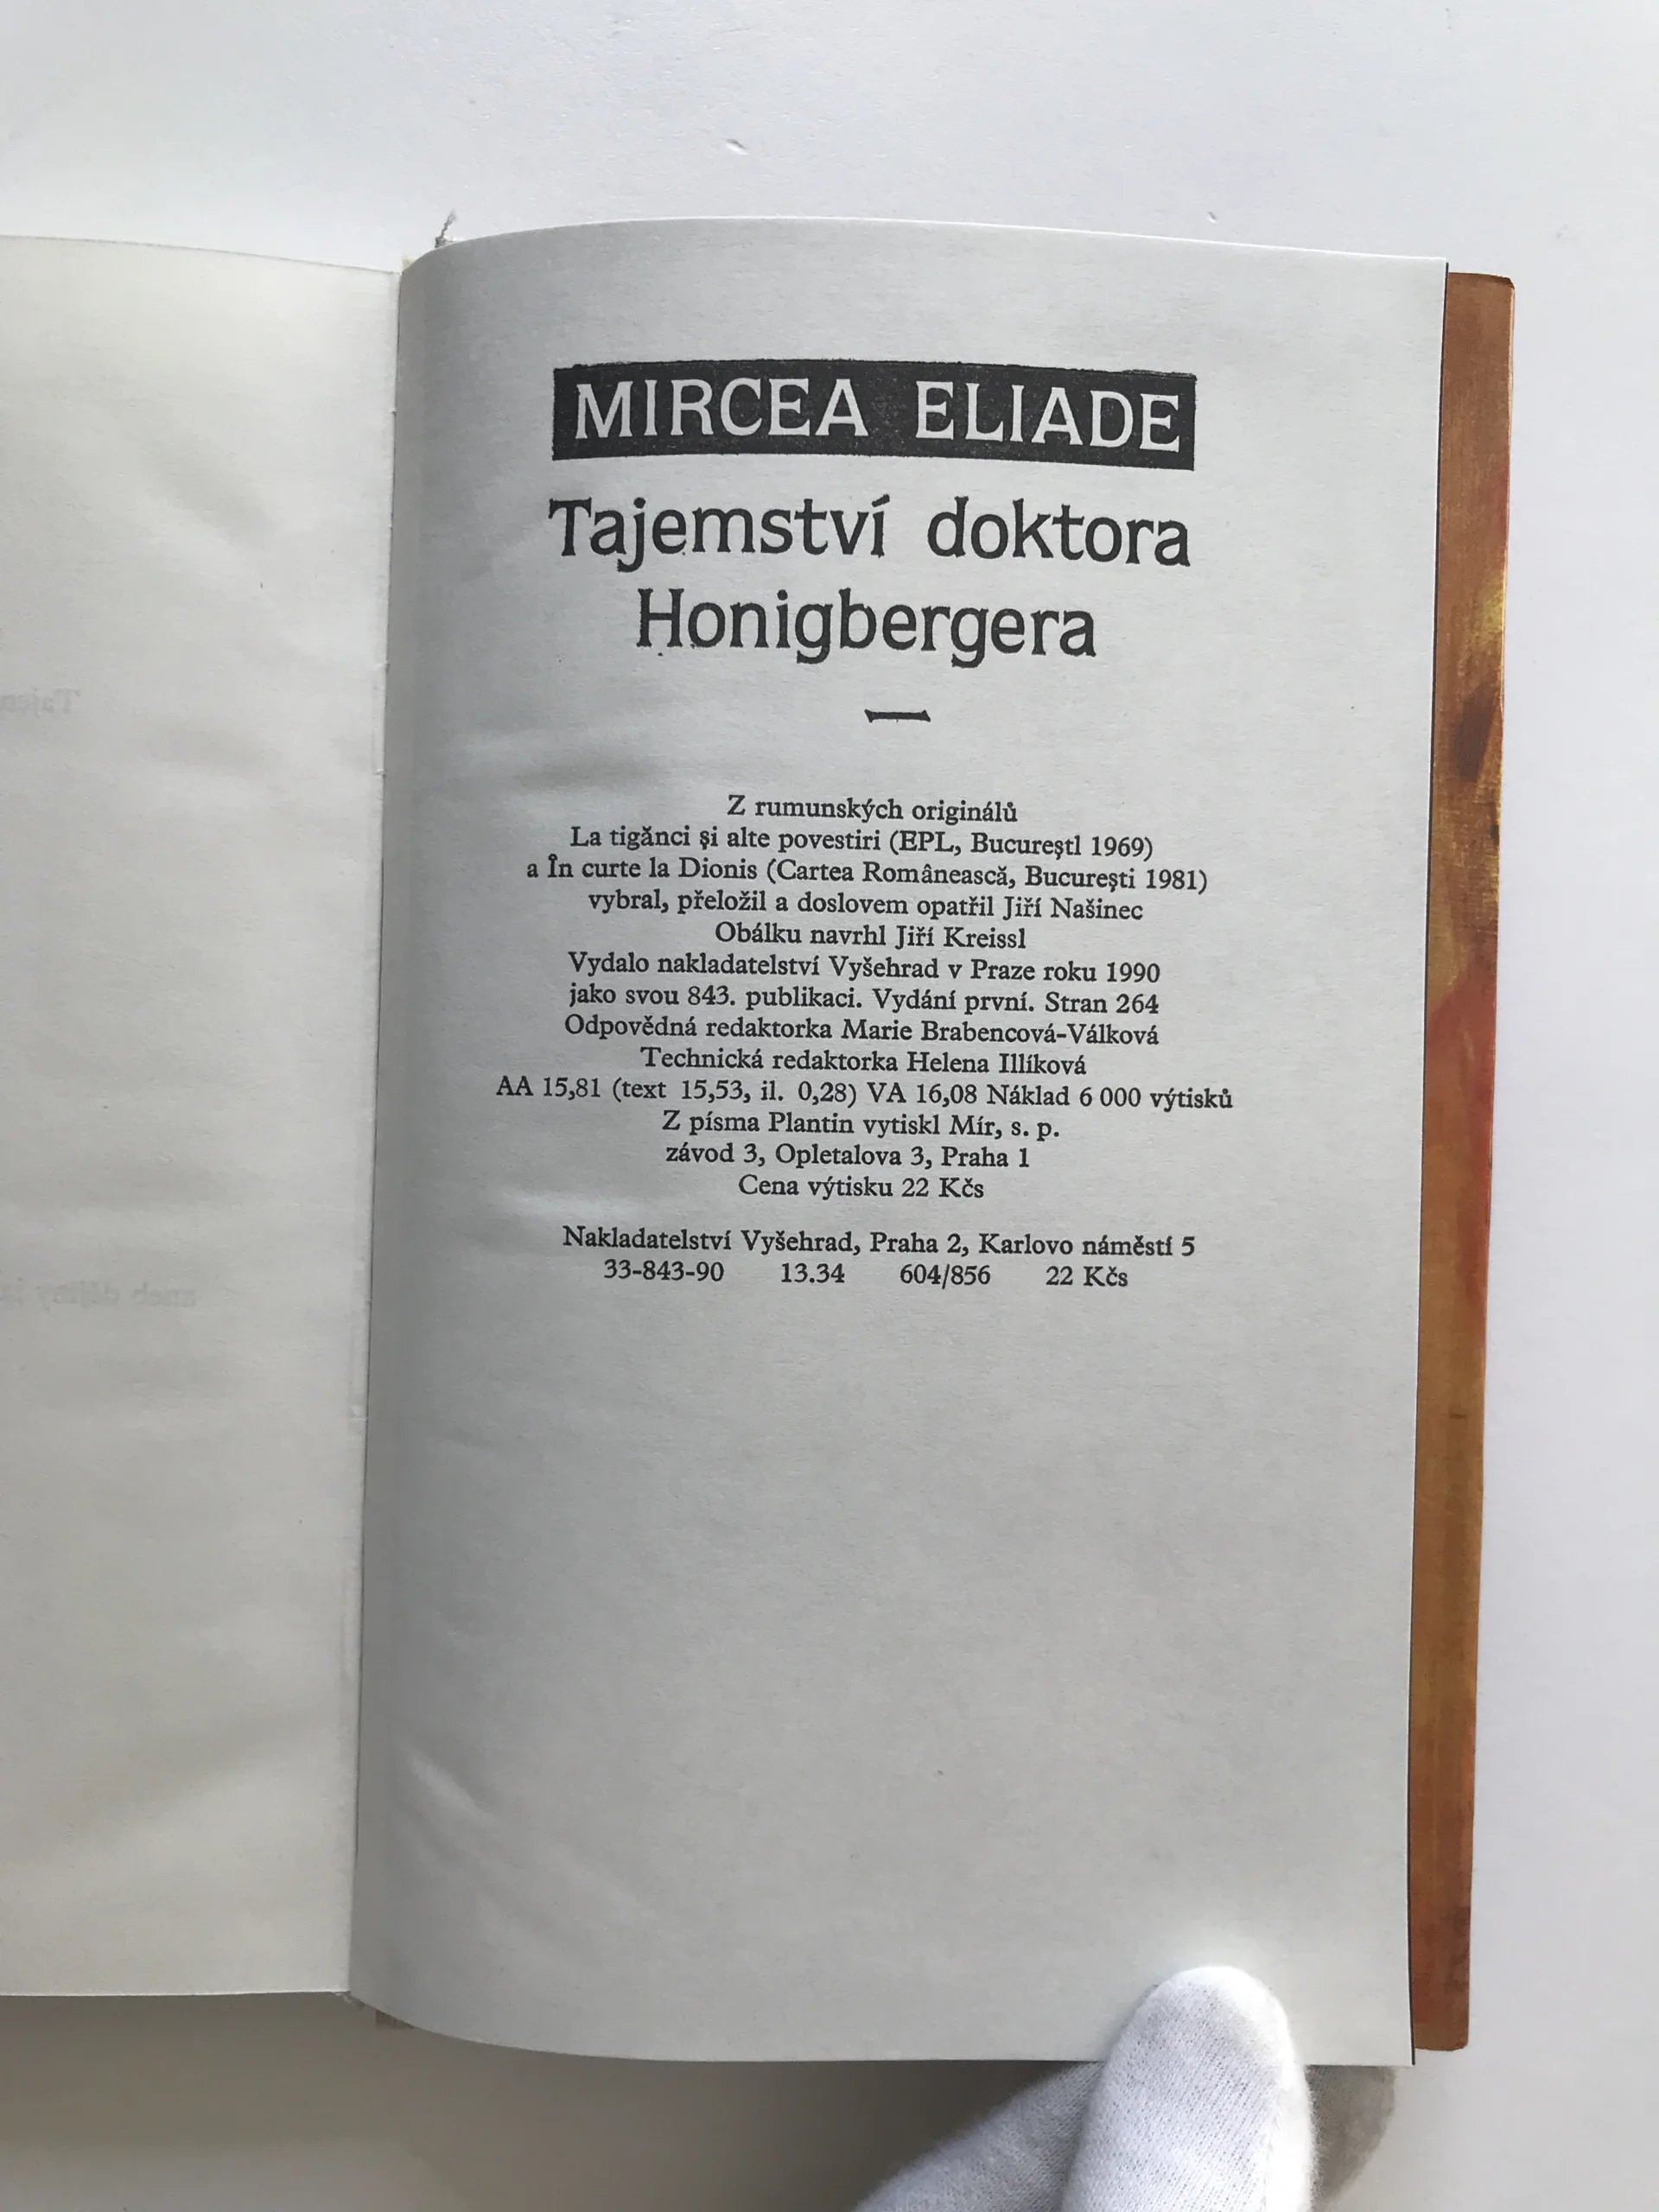 MIRCEA ELIADE
Tajemství doktora
Honigbergera
Z rumunských originálů
La tigănci și alte povestiri (EPL, Bucureștl 1969)
a În curte la Dionis (Cartea Românească, București 1981)
vybral, přeložil a doslovem opatřil Jiří Našinec
Obálku navrhl Jiří Kreissl
Vydalo nakladatelství Vyšehrad v Praze roku 1990
jako svou 843. publikaci. Vydání první. Stran 264
Odpovědná redaktorka Marie Brabencová-Válková
Technická redaktorka Helena Illíková
AA 15,81 (text 15,53, il. 0,28) VA 16,08 Náklad 6 000 výtisků
Z písma Plantin vytiskl Mír, s. p.
závod 3, Opletalova 3, Praha 1
Cena výtisku 22 Kčs
Nakladatelství Vyšehrad, Praha 2, Karlovo náměstí 5
33-843-90 13.34 604/856 22 Kčs